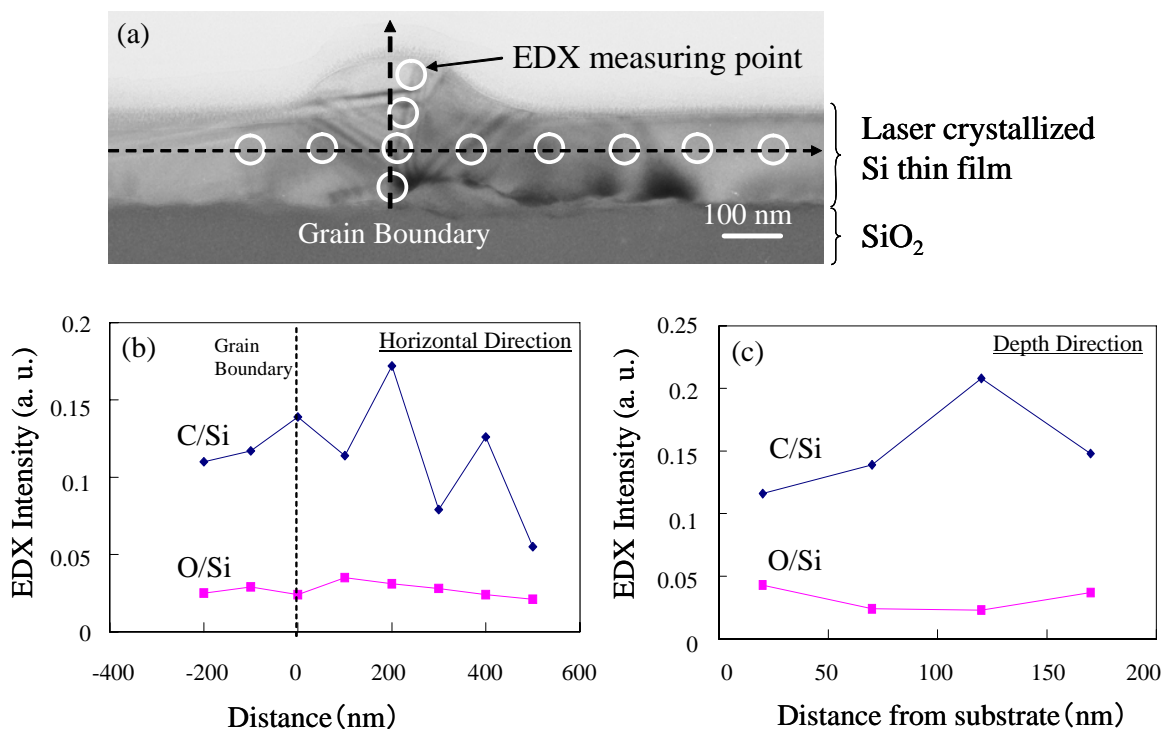 (a)
EDX measuring point
Laser crystallized
Si thin film
Grain Boundary
100 nm
SiO2
(b)
Horizontal Direction
Grain
Boundary
C/Si
O/Si
EDX Intensity (a. u.)
0.2
0.15
0.1
0.05
0
-400
-200
0
200
400
600
Distance(nm)
(c)
Depth Direction
C/Si
O/Si
EDX Intensity (a. u.)
0.25
0.2
0.15
0.1
0.05
0
0
50
100
150
200
Distance from substrate(nm)